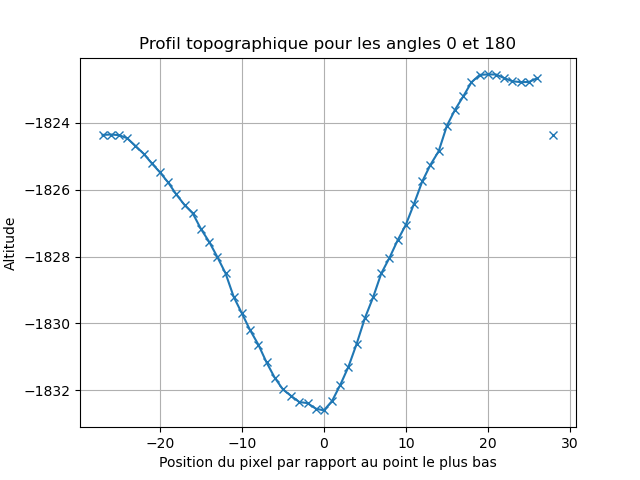 Profil topographique pour les angles 0 et 180
Altitude
−1824
−1826
−1828
−1830
−1832
−20 −10 0 10 20 30
Position du pixel par rapport au point le plus bas